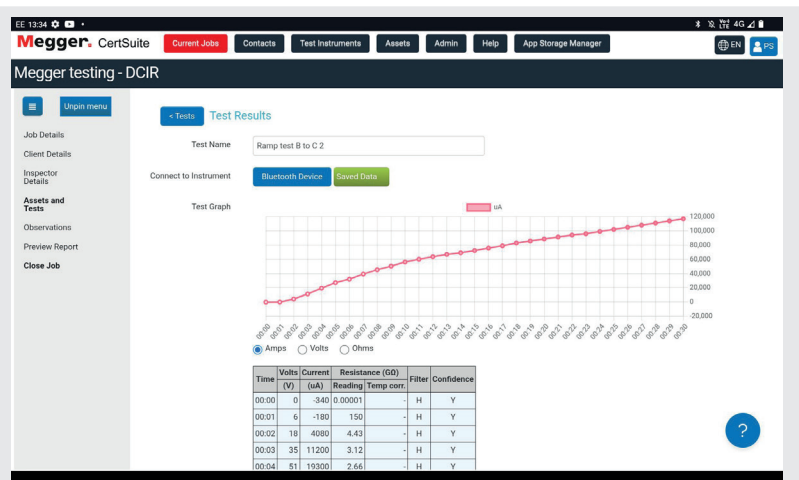 EE 13:34
4G
Megger. CertSuite Current Jobs Contacts Test Instruments Assets Admin Help App Storage Manager EN PS
Megger testing - DCIR
Unpin menu
Job Details
Client Details
Inspector
Details
Assets and
Tests
Observations
Preview Report
Close Job
< Tests Test Results
Test Name Ramp test B to C 2
Connect to Instrument Bluetooth Device Saved Data
Test Graph uA
120,000
100,000
80,000
60,000
40,000
20,000
0
-20,000
00:00 00:01 00:02 00:03 00:04 00:05 00:06 00:07 00:08 00:09 00:10 00:11 00:12 00:13 00:14 00:15 00:16 00:17 00:18 00:19 00:20 00:21 00:22 00:23 00:24 00:25 00:26 00:27 00:28 00:29 00:30
Amps Volts Ohms
Time Volts Current Resistance (GΩ) Filter Confidence
(V) (uA) Reading Temp corr.
00:00 0 -340 0.00001 - H Y
00:01 6 -180 150 - H Y
00:02 18 4080 4.43 - H Y
00:03 35 11200 3.12 - H Y
00:04 51 19300 2.66 - H Y
?